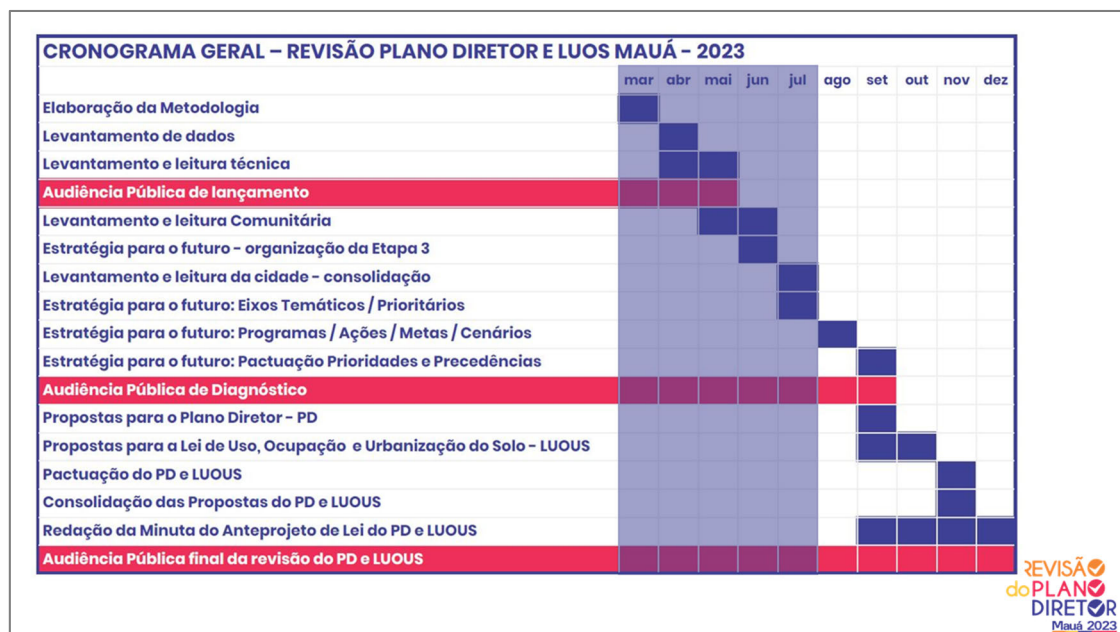 CRONOGRAMA GERAL – REVISÃO PLANO DIRETOR E LUOS MAUÁ - 2023
mar abr mai jun jul ago set out nov dez
Elaboração da Metodologia
Levantamento de dados
Levantamento e leitura técnica
Audiência Pública de lançamento
Levantamento e leitura Comunitária
Estratégia para o futuro - organização da Etapa 3
Levantamento e leitura da cidade - consolidação
Estratégia para o futuro: Eixos Temáticos / Prioritários
Estratégia para o futuro: Programas / Ações / Metas / Cenários
Estratégia para o futuro: Pactuação Prioridades e Precedências
Audiência Pública de Diagnóstico
Propostas para o Plano Diretor - PD
Propostas para a Lei de Uso, Ocupação e Urbanização do Solo - LUOUS
Pactuação do PD e LUOUS
Consolidação das Propostas do PD e LUOUS
Redação da Minuta do Anteprojeto de Lei do PD e LUOUS
Audiência Pública final da revisão do PD e LUOUS
REVISÃO
do PLANO
DIRETOR
Mauá 2023